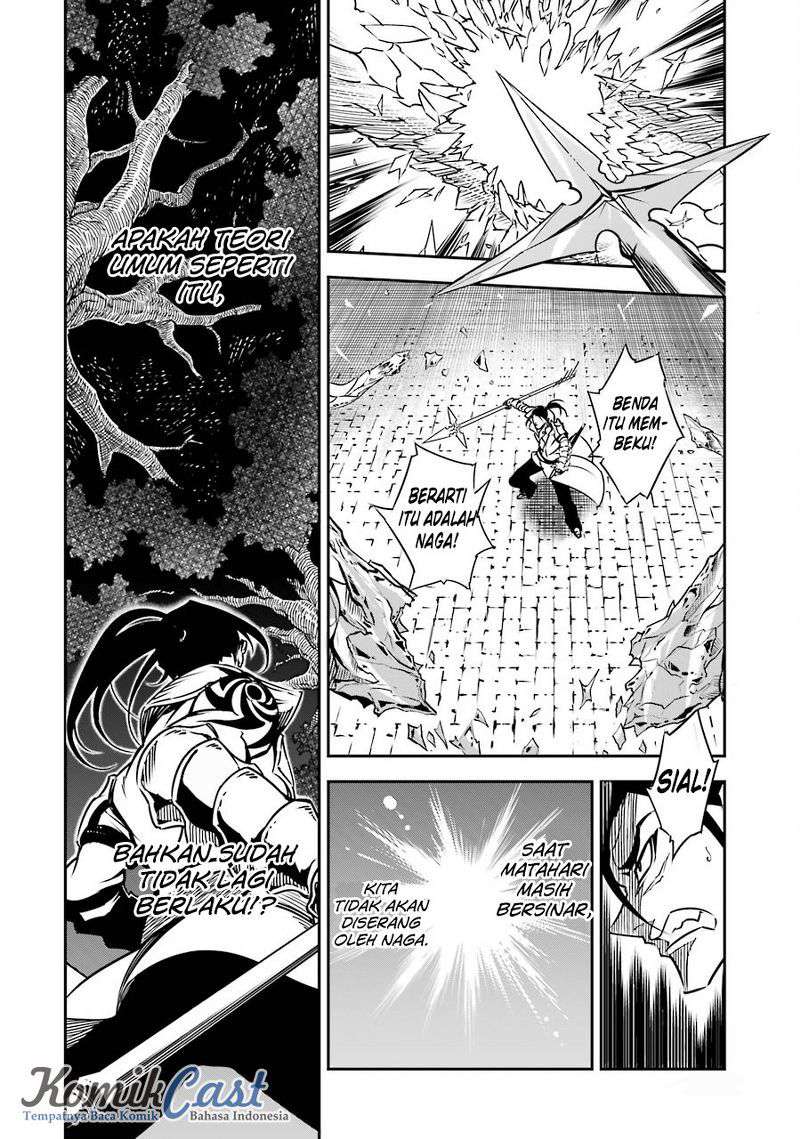 BENDA
ITU MEM-
BEKU!
BERARTI
ITU ADALAH
NAGA!
SIAL!
SAAT
MATAHARI
MASIH
BERSINAR,
KITA
TIDAK AKAN
DISERANG
OLEH NAGA.
APAKAH TEORI
UMUM SEPERTI
ITU,
BAHKAN SUDAH
TIDAK LAGI
BERLAKU!?
KomikCast
Tempatnya Baca Komik Bahasa Indonesia